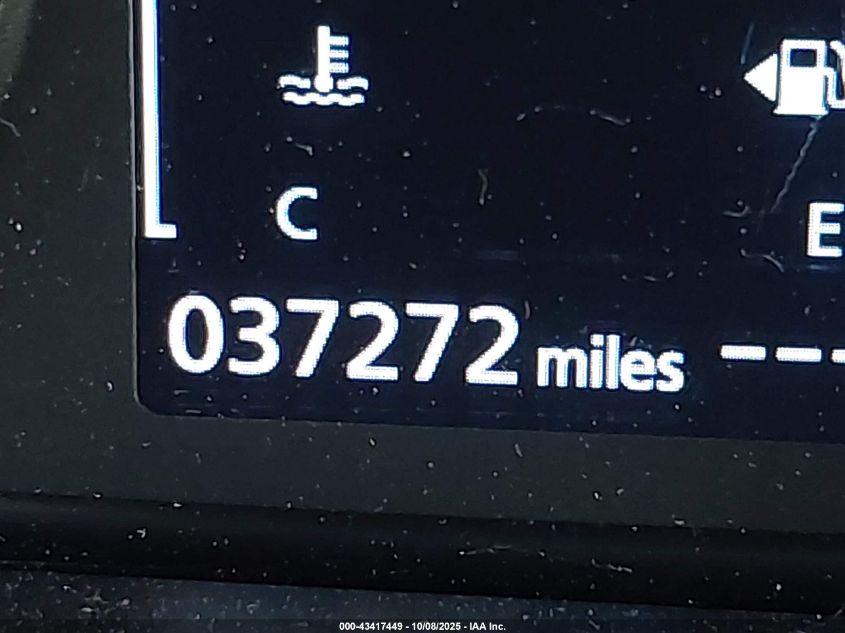 C
E
037272 miles ---
000-43417449 - 10/08/2025 - IAA Inc.